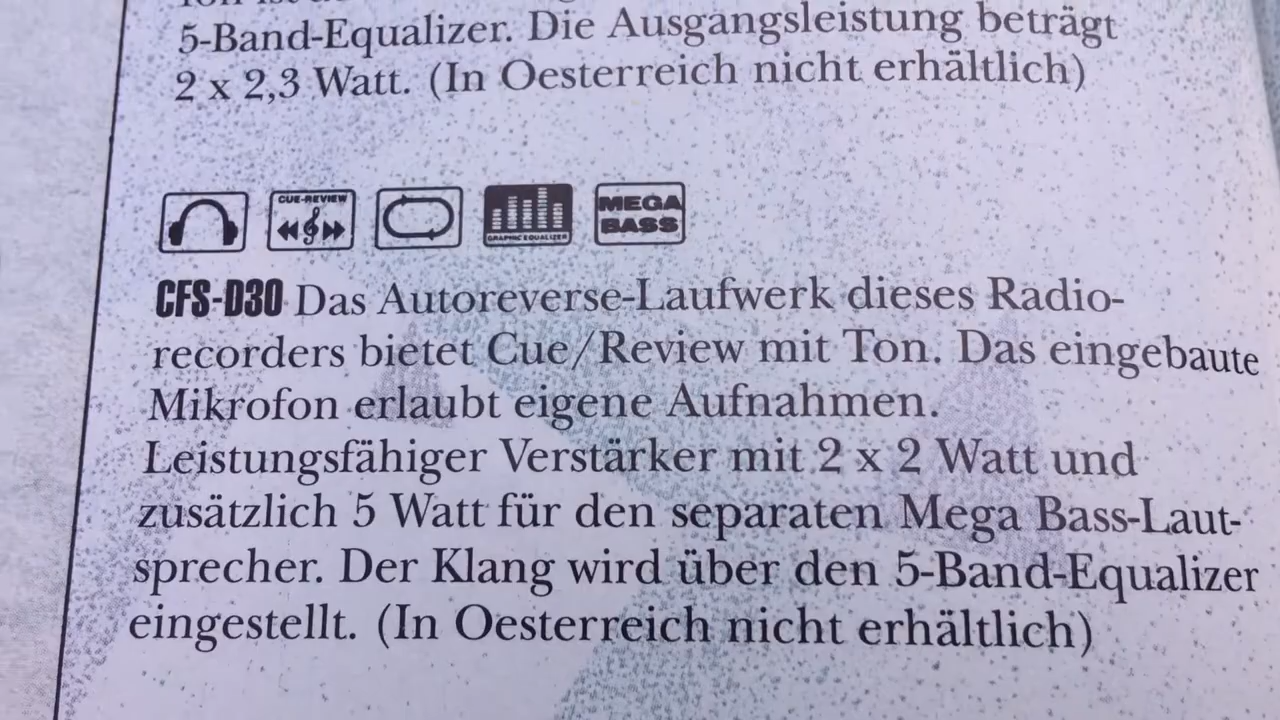 5-Band-Equalizer. Die Ausgangsleistung beträgt
2 x 2,3 Watt. (In Oesterreich nicht erhältlich)
CUE-REVIEW
GRAPHIC EQUALIZER
MEGA
BASS
CFS-D30 Das Autoreverse-Laufwerk dieses Radio-
recorders bietet Cue/Review mit Ton. Das eingebaute
Mikrofon erlaubt eigene Aufnahmen.
Leistungsfähiger Verstärker mit 2 x 2 Watt und
zusätzlich 5 Watt für den separaten Mega Bass-Laut-
sprecher. Der Klang wird über den 5-Band-Equalizer
eingestellt. (In Oesterreich nicht erhältlich)